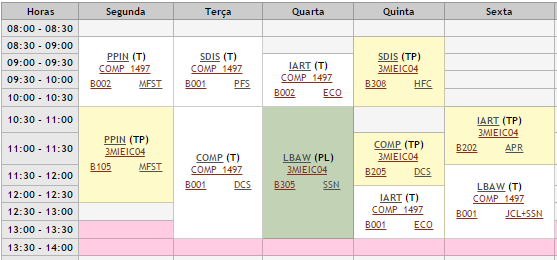 Horas Segunda Terça Quarta Quinta Sexta
08:00 - 08:30
08:30 - 09:00
09:00 - 09:30
09:30 - 10:00
10:00 - 10:30
10:30 - 11:00
11:00 - 11:30
11:30 - 12:00
12:00 - 12:30
12:30 - 13:00
13:00 - 13:30
13:30 - 14:00
PPIN (T)
COMP_1497
B002 MFST
PPIN (TP)
3MIEIC04
B105 MFST
SDIS (T)
COMP_1497
B001 PFS
COMP (T)
COMP_1497
B001 DCS
IART (T)
COMP_1497
B002 ECO
LBAW (PL)
3MIEIC04
B305 SSN
SDIS (TP)
3MIEIC04
B308 HFC
COMP (TP)
3MIEIC04
B205 DCS
IART (T)
COMP_1497
B001 ECO
IART (TP)
3MIEIC04
B202 APR
LBAW (T)
COMP_1497
B001 JCL+SSN